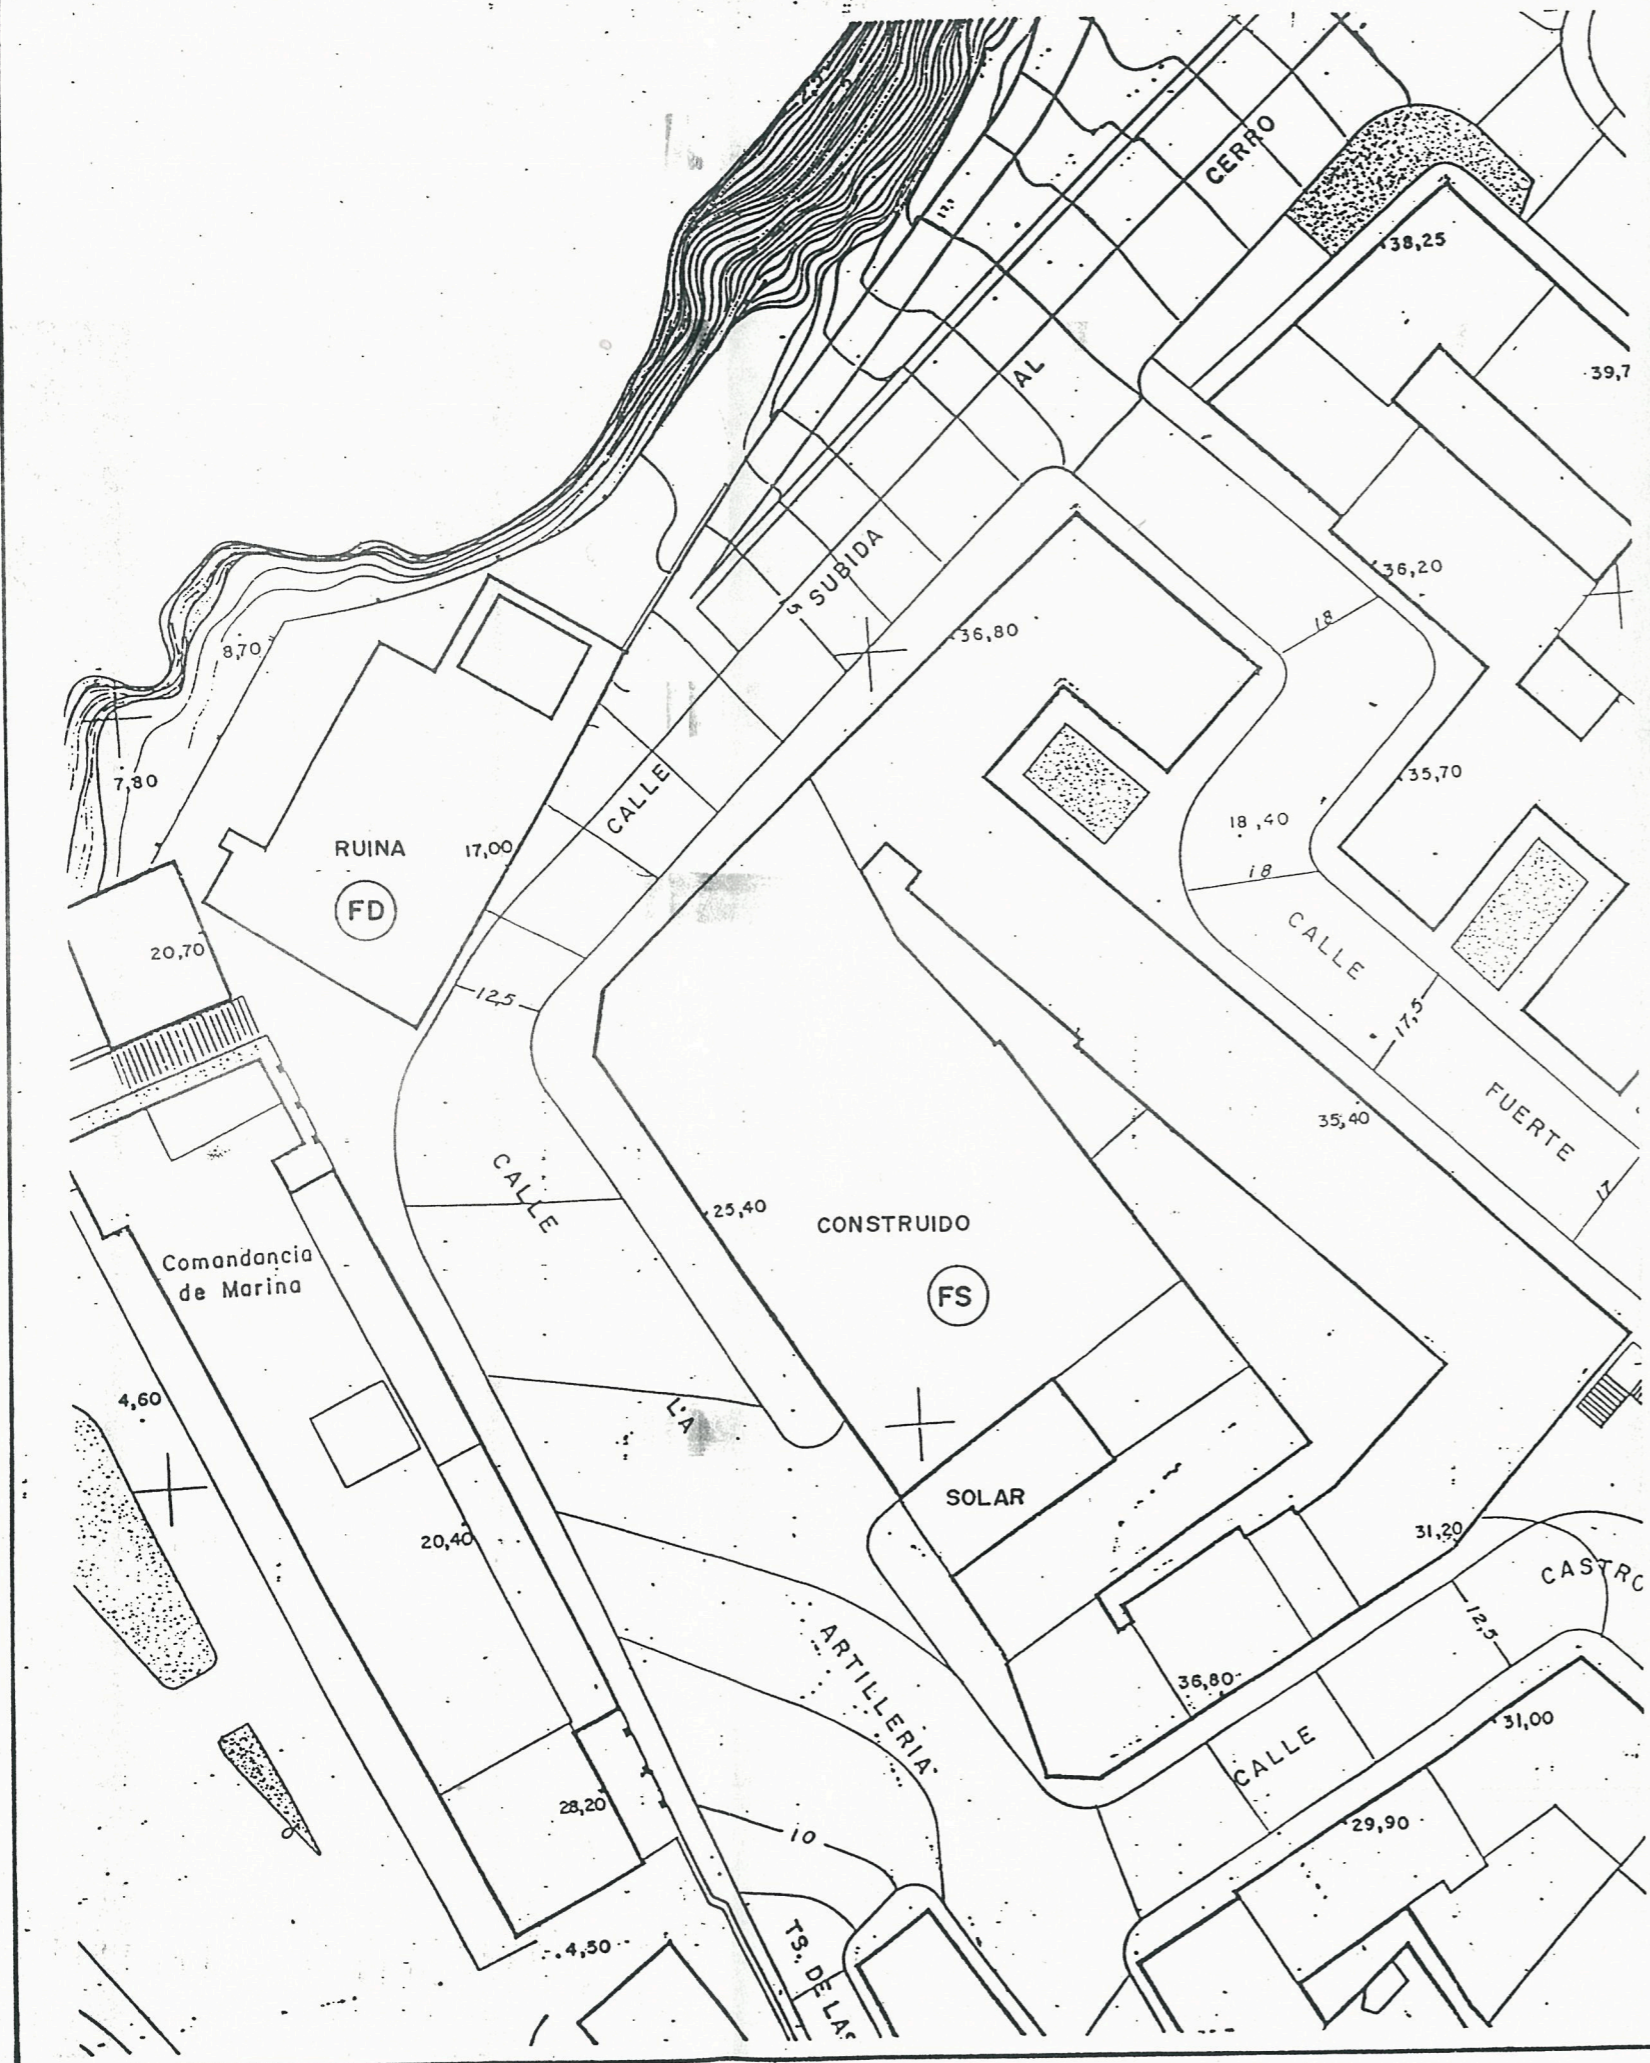 CERRO
38,25
39,7
AL
36,20
SUBIDA
5
36,80
18
8,70
35,70
7,80
CALLE
18,40
RUINA
17,00
18
FD
CALLE
20,70
12,5
17,5
FUERTE
35,40
17
CALLE
25,40
CONSTRUIDO
Comandancia
de Marina
FS
4,60
LA
SOLAR
20,40
31,20
CASTRO
12,5
ARTILLERIA
36,80
31,00
CALLE
28,20
10
29,90
4,50
TS. DE LAS